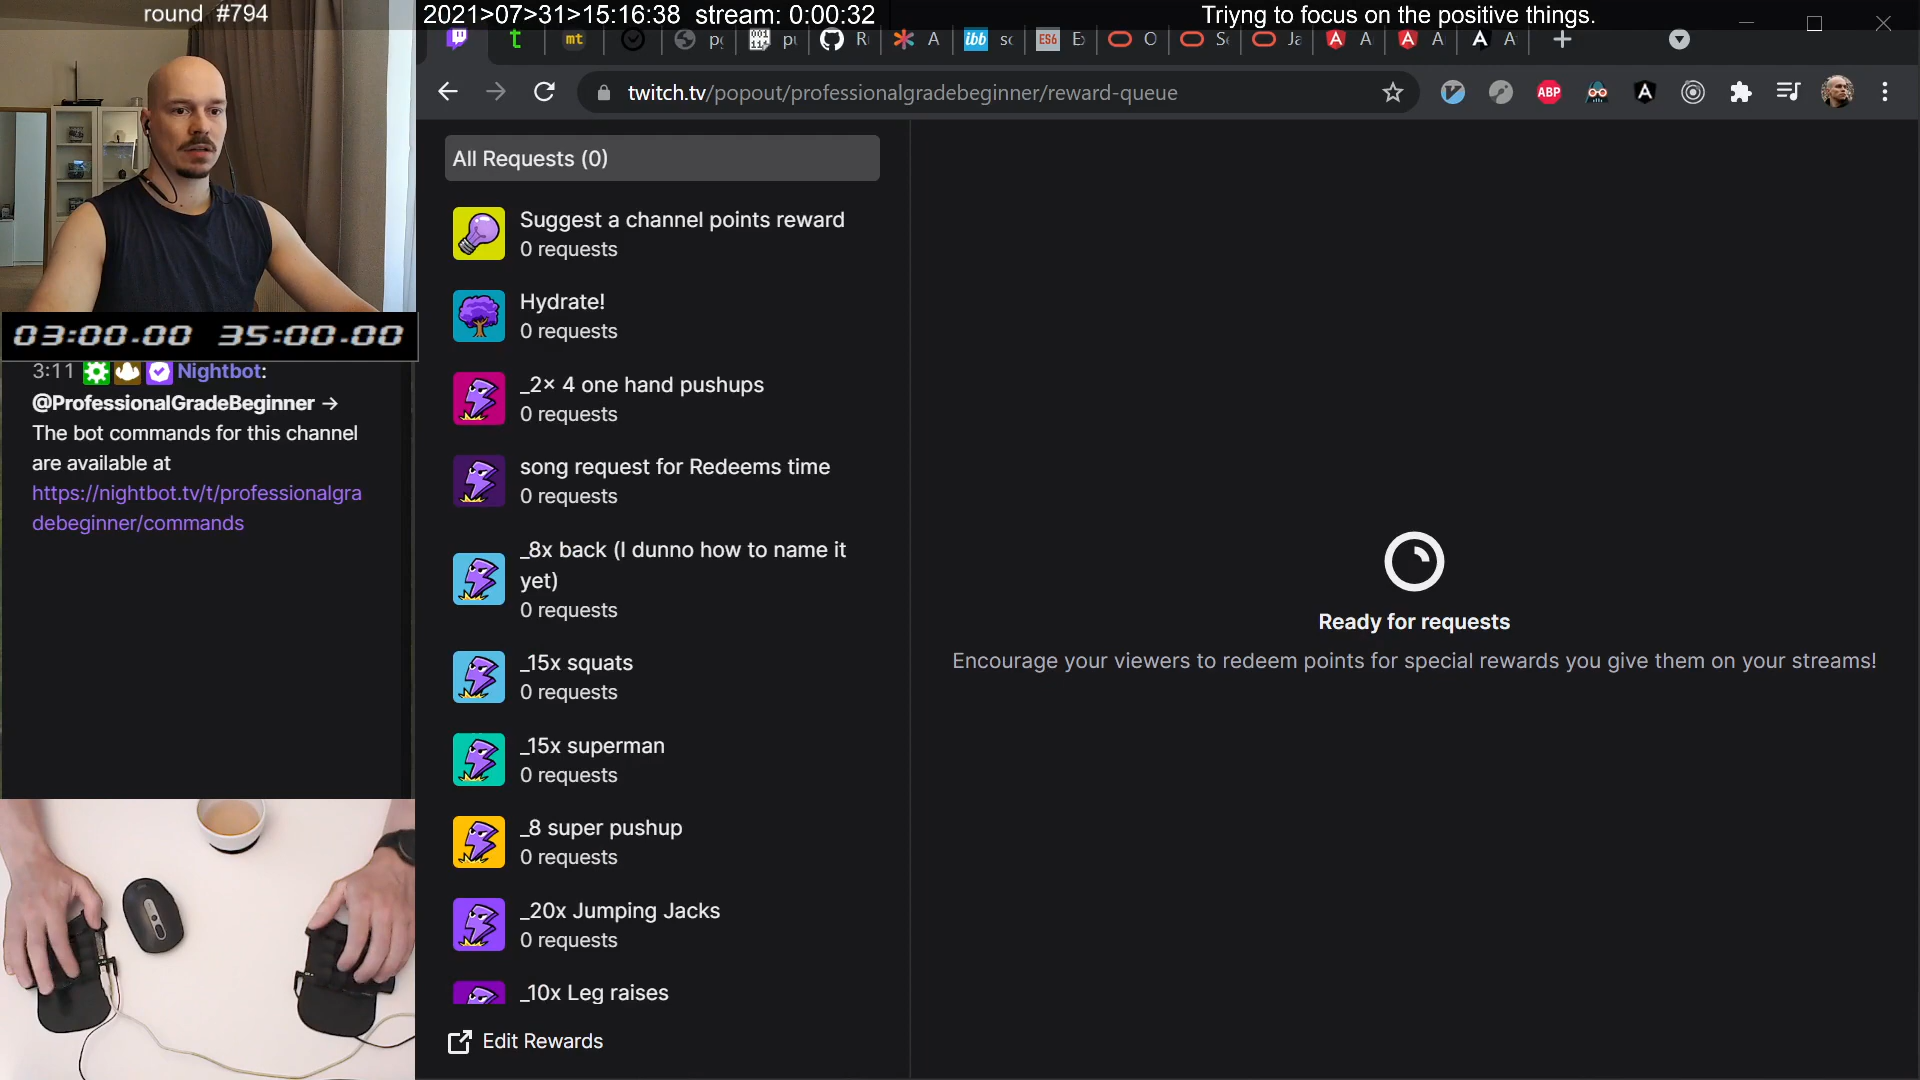 round #794
2021>07>31>15:16:38 stream: 0:00:32
Triyng to focus on the positive things.
t
mt
R
A
ibb
ES6
E
O
S
A
A
A
twitch.tv/popout/professionalgradebeginner/reward-queue
ABP
All Requests (0)
Suggest a channel points reward
0 requests
Hydrate!
0 requests
_2× 4 one hand pushups
0 requests
song request for Redeems time
0 requests
_8x back (I dunno how to name it
yet)
0 requests
_15x squats
0 requests
_15x superman
0 requests
_8 super pushup
0 requests
_20x Jumping Jacks
0 requests
_10x Leg raises
Edit Rewards
Ready for requests
Encourage your viewers to redeem points for special rewards you give them on your streams!
03:00.00 35:00.00
3:11 Nightbot:
@ProfessionalGradeBeginner →
The bot commands for this channel
are available at
https://nightbot.tv/t/professionalgra
debeginner/commands